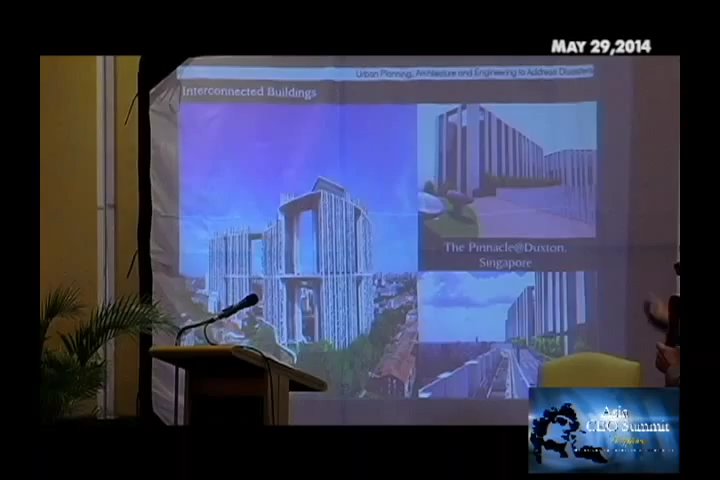 MAY 29,2014
Urban Planning, Architecture and Engineering to Address Disasters
Interconnected Buildings
The Pinnacle@Duxton,
Singapore
Asia
CEO Summit